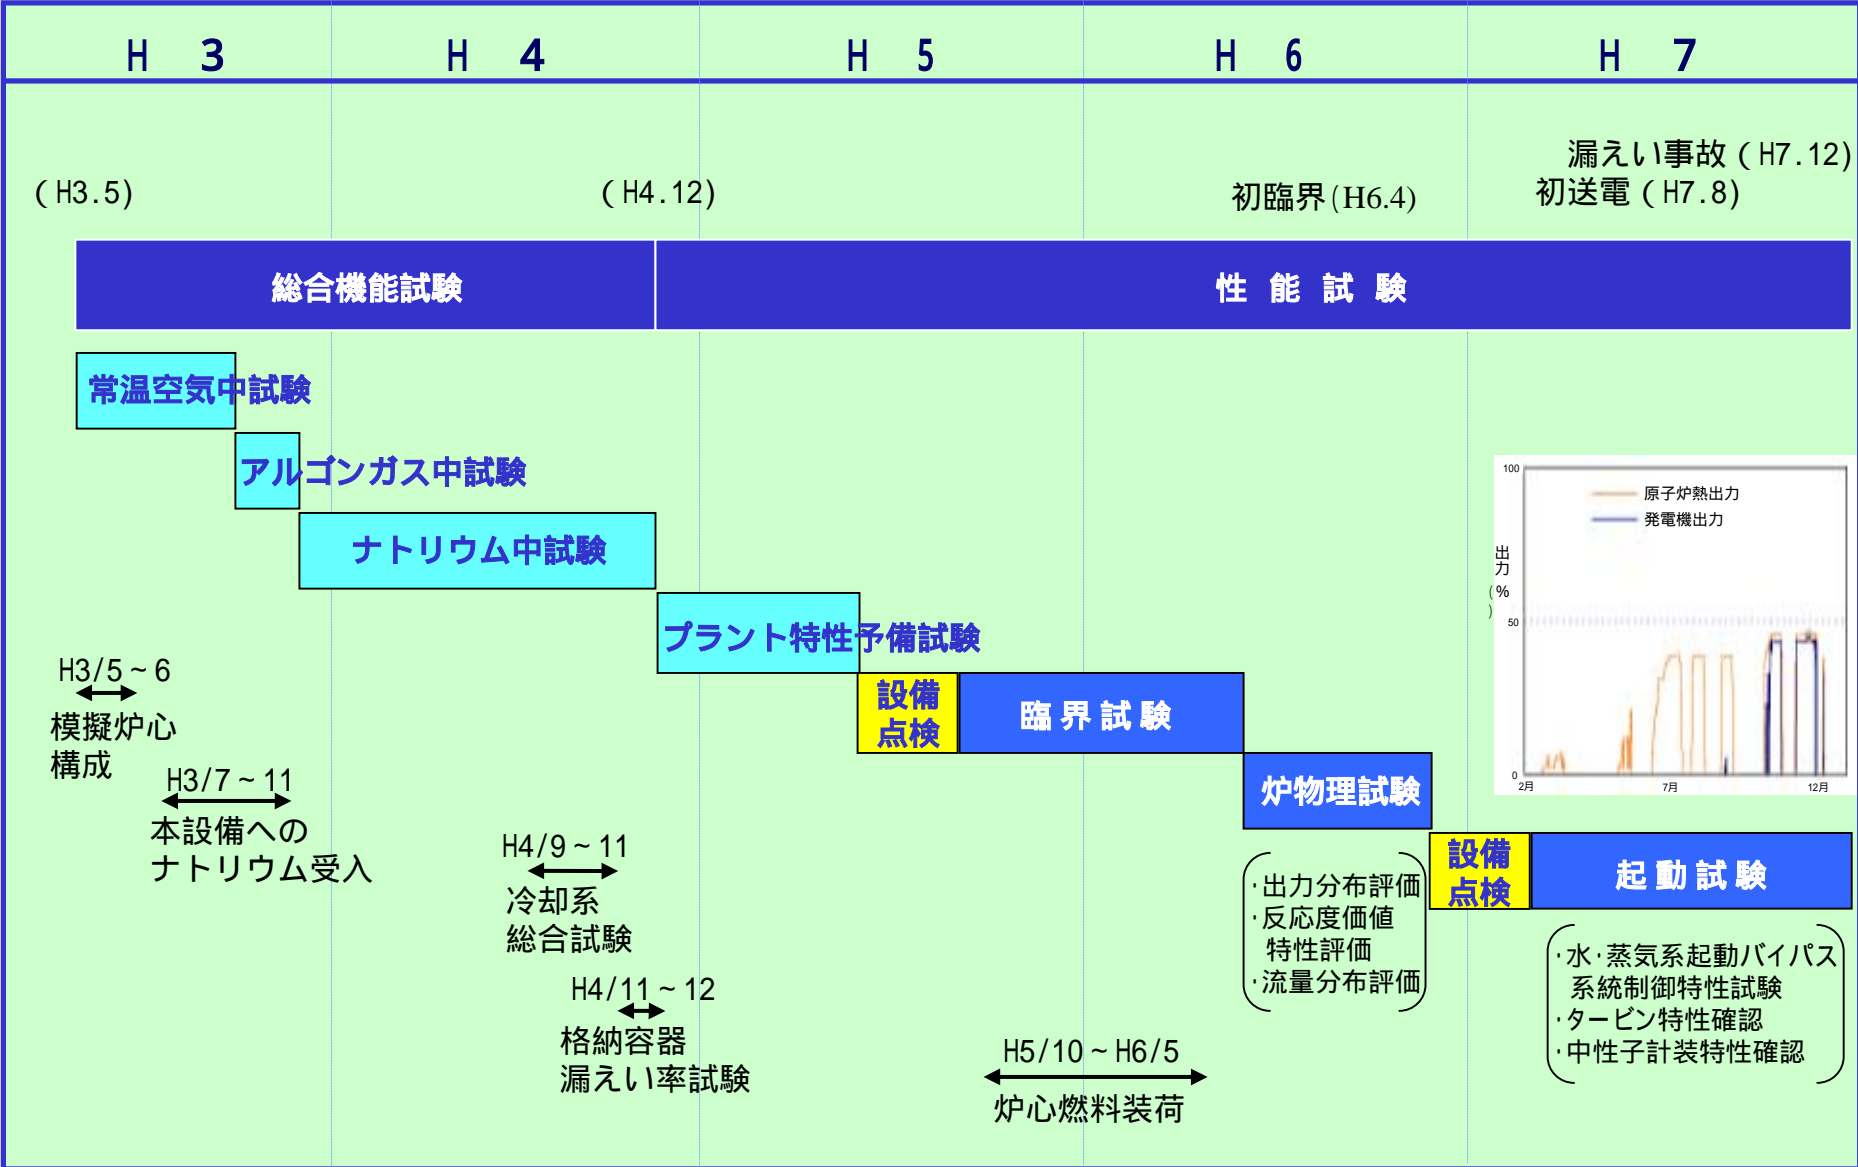 H 3 H 4 H 5 H 6 H 7
漏えい事故(H7.12)
(H3.5) (H4.12) 初臨界(H6.4) 初送電(H7.8)
総合機能試験 性能試験
常温空気中試験
アルゴンガス中試験
ナトリウム中試験
プラント特性予備試験
設備
点検
臨界試験
炉物理試験
設備
点検
起動試験
H3/5~6
模擬炉心
構成
H3/7~11
本設備への
ナトリウム受入
H4/9~11
冷却系
総合試験
H4/11~12
格納容器
漏えい率試験
H5/10~H6/5
炉心燃料装荷
・出力分布評価
・反応度価値
特性評価
・流量分布評価
・水・蒸気系起動バイパス
系統制御特性試験
・タービン特性確認
・中性子計装特性確認
100
原子炉熱出力
発電機出力
出力(%)
50
0
2月 7月 12月